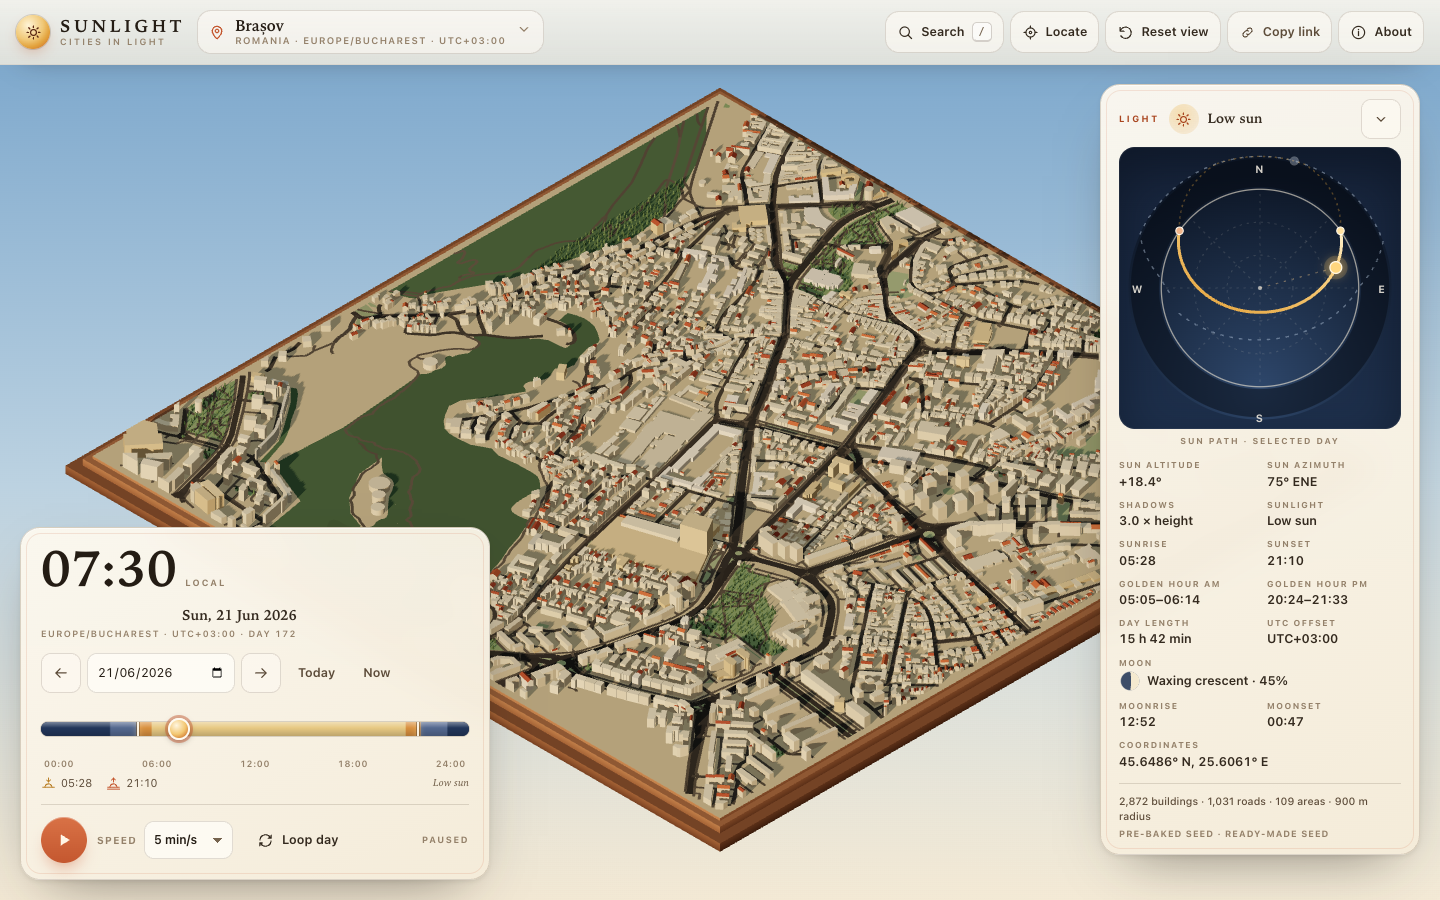 SUNLIGHT
CITIES IN LIGHT
Brașov
ROMANIA · EUROPE/BUCHAREST · UTC+03:00
Search /
Locate
Reset view
Copy link
About
LIGHT
Low sun
N
W
E
S
SUN PATH · SELECTED DAY
SUN ALTITUDE
+18.4°
SUN AZIMUTH
75° ENE
SHADOWS
3.0 × height
SUNLIGHT
Low sun
SUNRISE
05:28
SUNSET
21:10
GOLDEN HOUR AM
05:05–06:14
GOLDEN HOUR PM
20:24–21:33
DAY LENGTH
15 h 42 min
UTC OFFSET
UTC+03:00
MOON
Waxing crescent · 45%
MOONRISE
12:52
MOONSET
00:47
COORDINATES
45.6486° N, 25.6061° E
2,872 buildings · 1,031 roads · 109 areas · 900 m
radius
PRE-BAKED SEED · READY-MADE SEED
07:30 LOCAL
Sun, 21 Jun 2026
EUROPE/BUCHAREST · UTC+03:00 · DAY 172
21/06/2026
Today
Now
00:00 06:00 12:00 18:00 24:00
05:28 21:10 Low sun
SPEED 5 min/s Loop day PAUSED